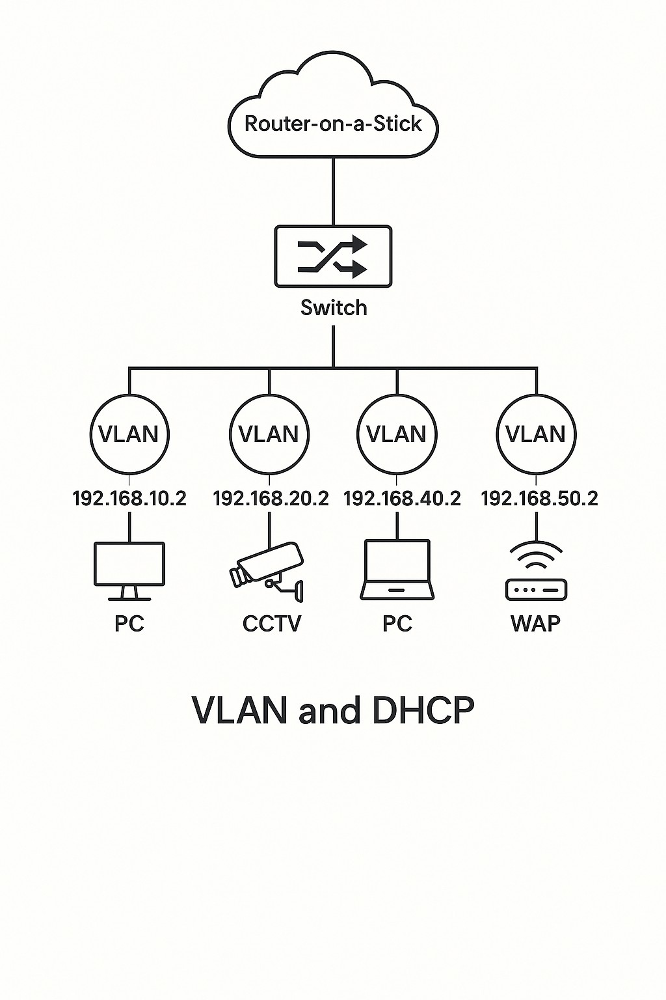 Router-on-a-Stick
Switch
VLAN VLAN VLAN VLAN
192.168.10.2 192.168.20.2 192.168.40.2 192.168.50.2
PC CCTV PC WAP
VLAN and DHCP